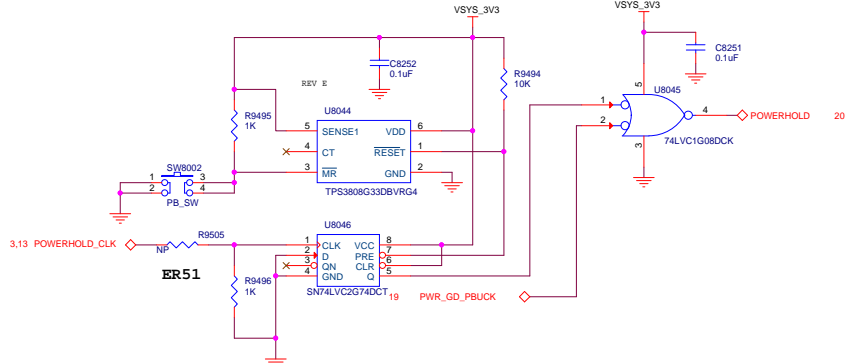 VSYS_3V3
VSYS_3V3
C8252
0.1uF
C8251
0.1uF
REV E
R9494
10K
U8044
U8045
R9495
1K
5 SENSE1 VDD 6
4 CT RESET 1
3 MR GND 2
TPS3808G33DBVRG4
1
2
5
3
4
74LVC1G08DCK
POWERHOLD 20
SW8002
1 3
2 4
PB_SW
U8046
3,13 POWERHOLD_CLK
R9505
NP
ER51
R9496
1K
1 CLK VCC 8
2 D PRE 7
3 QN CLR 6
4 GND Q 5
SN74LVC2G74DCT
19 PWR_GD_PBUCK